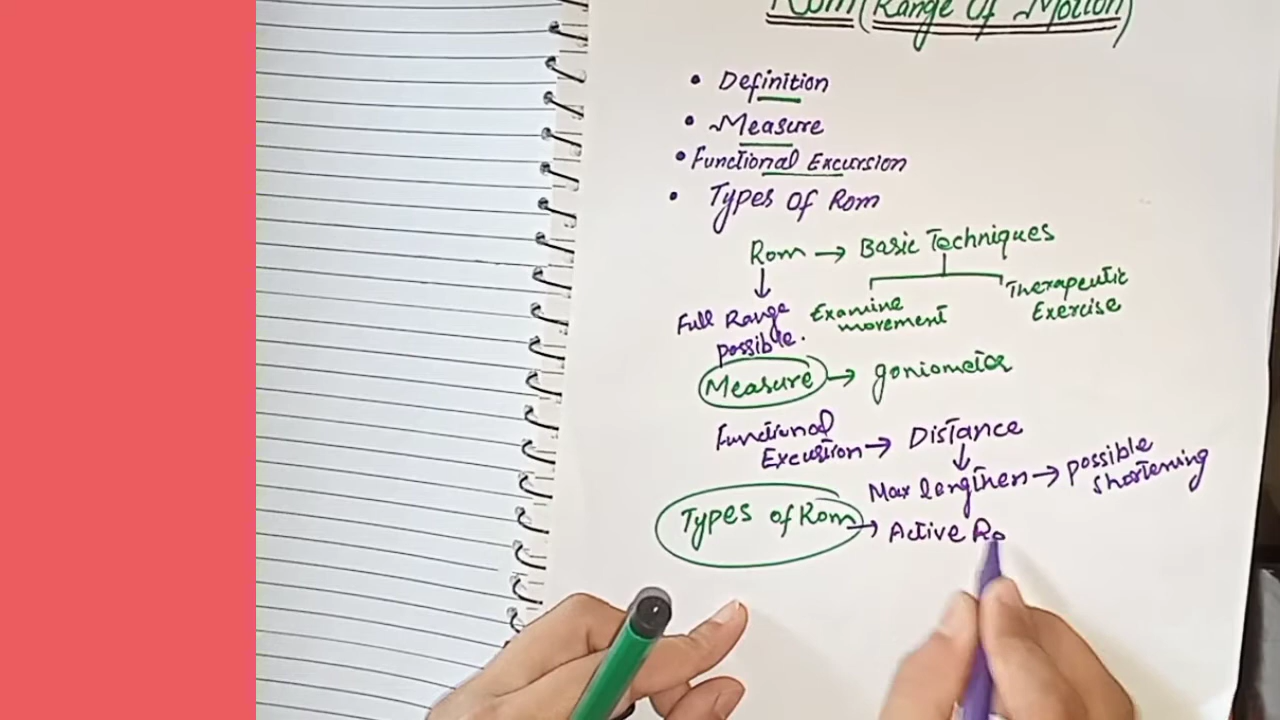 Rom (Range of Motion)
• Definition
• Measure
• Functional Excursion
• Types of Rom
Rom → Basic Techniques
↓
Full Range possible.
Examine movement
Therapeutic Exercise
Measure → goniometer
Functional Excustion → Distance
↓
Max lengthen → possible shortening
Types of Rom → Active Ro